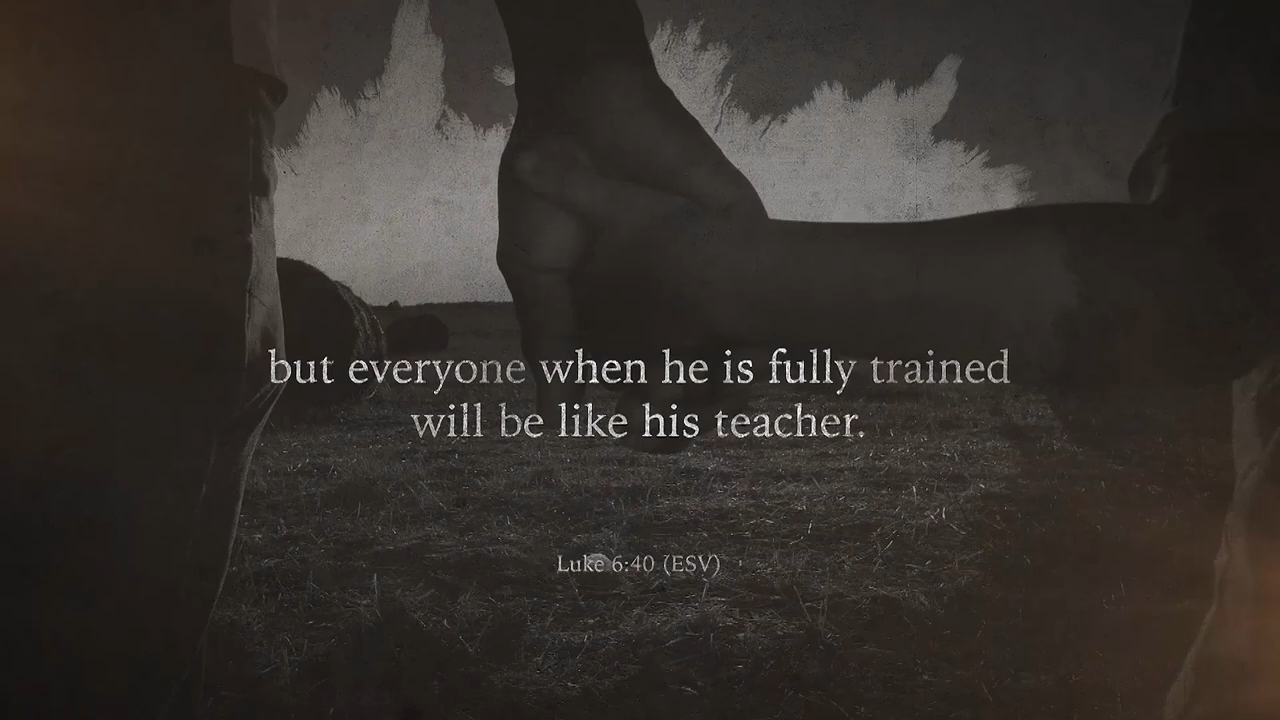 but everyone when he is fully trained
will be like his teacher.
Luke 6:40 (ESV)